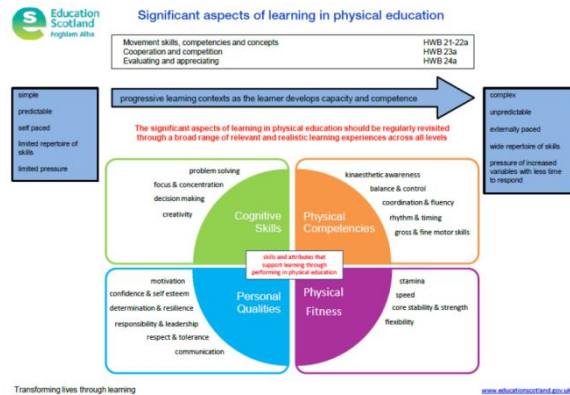 Education
Scotland
Foghlam Alba
Significant aspects of learning in physical education
Movement skills, competencies and concepts HWB 21-22a
Cooperation and competition HWB 23a
Evaluating and appreciating HWB 24a
simple
predictable
self paced
limited repertoire of
skills
limited pressure
progressive learning contexts as the learner develops capacity and competence
complex
unpredictable
externally paced
wide repertoire of skills
pressure of increased
variables with less time
to respond
The significant aspects of learning in physical education should be regularly revisited
through a broad range of relevant and realistic learning experiences across all levels
problem solving
focus & concentration
decision making
creativity
Cognitive
Skills
Physical
Competencies
kinaesthetic awareness
balance & control
coordination & fluency
rhythm & timing
gross & fine motor skills
skills and attributes that
support learning through
performing in physical education
motivation
confidence & self esteem
determination & resilience
responsibility & leadership
respect & tolerance
communication
Personal
Qualities
Physical
Fitness
stamina
speed
core stability & strength
flexibility
Transforming lives through learning
www.educationscotland.gov.uk